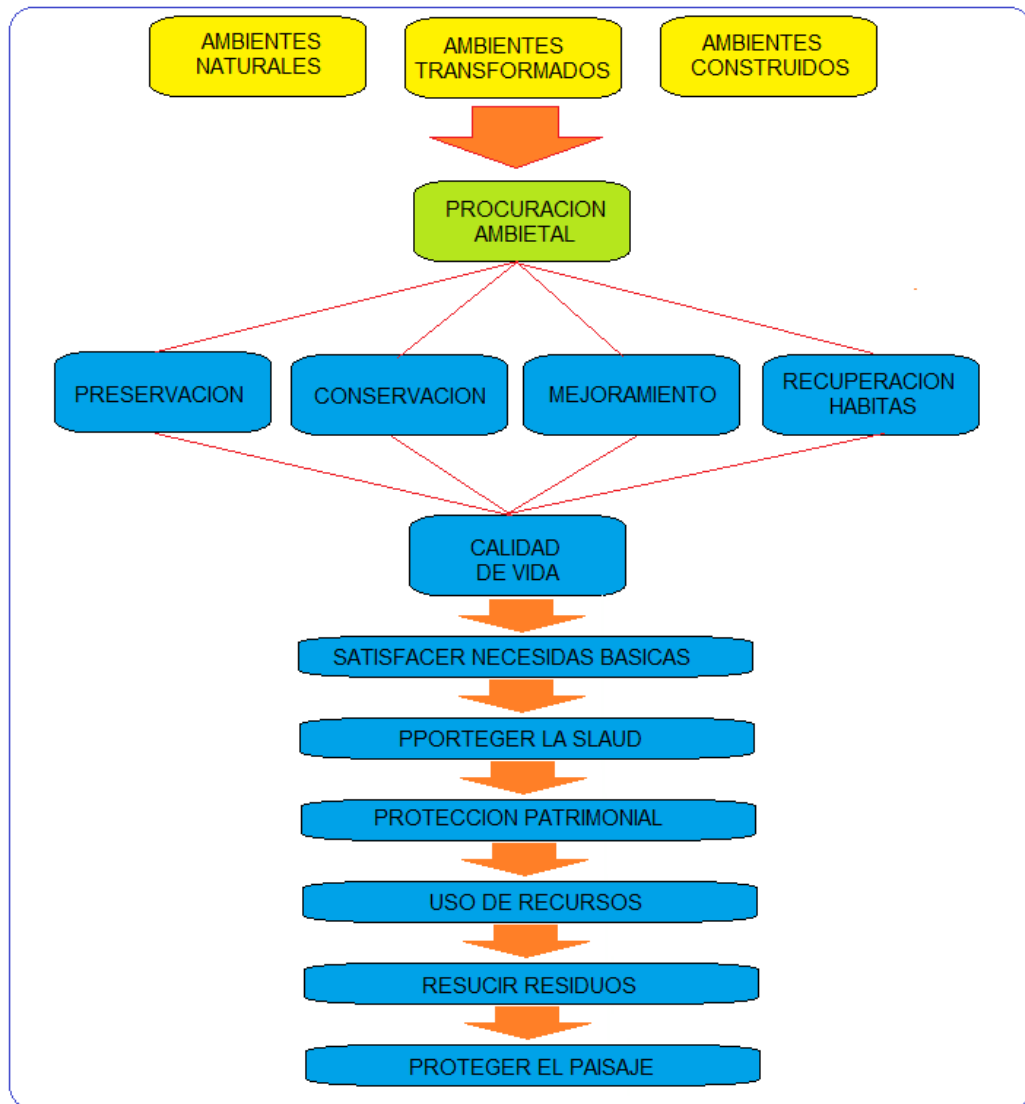 AMBIENTES
NATURALES
AMBIENTES
TRANSFORMADOS
AMBIENTES
CONSTRUIDOS
PROCURACION
AMBIETAL
PRESERVACION
CONSERVACION
MEJORAMIENTO
RECUPERACION
HABITAS
CALIDAD
DE VIDA
SATISFACER NECESIDAS BASICAS
PPORTEGER LA SLAUD
PROTECCION PATRIMONIAL
USO DE RECURSOS
RESUCIR RESIDUOS
PROTEGER EL PAISAJE